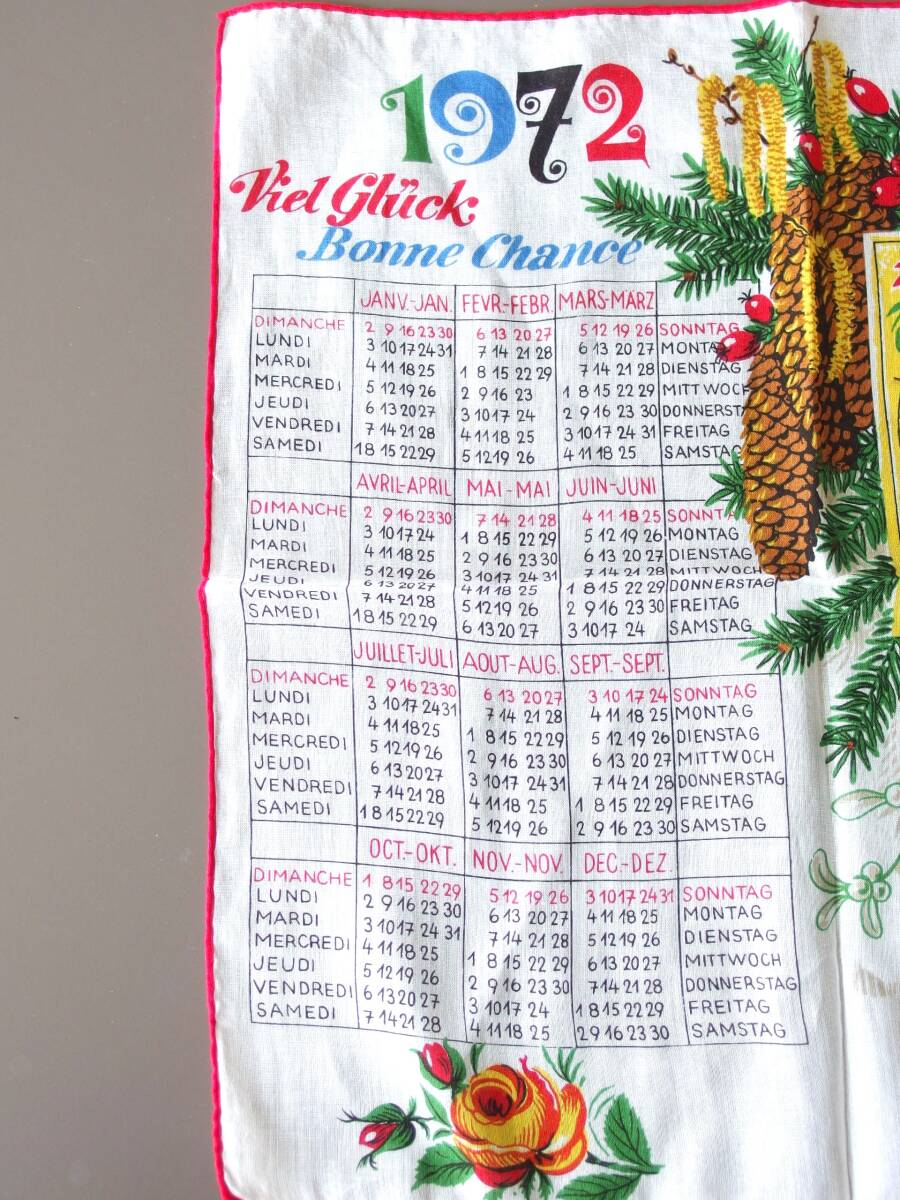 1972
Viel Glück
Bonne Chance
JANV.-JAN. FEVR.-FEBR. MARS-MÄRZ
DIMANCHE 2 9 16 23 30 6 13 20 27 5 12 19 26 SONNTAG
LUNDI 3 10 17 24 31 7 14 21 28 6 13 20 27 MONTA
MARDI 4 11 18 25 1 8 15 22 29 7 14 21 28 DIENSTAG
MERCREDI 5 12 19 26 2 9 16 23 1 8 15 22 29 MITTWOCH
JEUDI 6 13 20 27 3 10 17 24 2 9 16 23 30 DONNERST
VENDREDI 7 14 21 28 4 11 18 25 3 10 17 24 31 FREITAG
SAMEDI 1 8 15 22 29 5 12 19 26 4 11 18 25 SAMSTAG
AVRIL-APRIL MAI-MAI JUIN-JUNI
DIMANCHE 2 9 16 23 30 7 14 21 28 4 11 18 25 SONNTA
LUNDI 3 10 17 24 1 8 15 22 29 5 12 19 26 MONTAG
MARDI 4 11 18 25 2 9 16 23 30 6 13 20 27 DIENSTAG
MERCREDI 5 12 19 26 3 10 17 24 31 7 14 21 28 MITTWOCH
JEUDI 6 13 20 27 4 11 18 25 1 8 15 22 29 DONNERSTAG
VENDREDI 7 14 21 28 5 12 19 26 2 9 16 23 30 FREITAG
SAMEDI 1 8 15 22 29 6 13 20 27 3 10 17 24 SAMSTAG
JUILLET-JULI AOUT-AUG. SEPT.-SEPT.
DIMANCHE 2 9 16 23 30 6 13 20 27 3 10 17 24 SONNTAG
LUNDI 3 10 17 24 31 7 14 21 28 4 11 18 25 MONTAG
MARDI 4 11 18 25 1 8 15 22 29 5 12 19 26 DIENSTAG
MERCREDI 5 12 19 26 2 9 16 23 30 6 13 20 27 MITTWOCH
JEUDI 6 13 20 27 3 10 17 24 31 7 14 21 28 DONNERSTAG
VENDREDI 7 14 21 28 4 11 18 25 1 8 15 22 29 FREITAG
SAMEDI 1 8 15 22 29 5 12 19 26 2 9 16 23 30 SAMSTAG
OCT.-OKT. NOV.-NOV. DEC.-DEZ.
DIMANCHE 1 8 15 22 29 5 12 19 26 3 10 17 24 31 SONNTAG
LUNDI 2 9 16 23 30 6 13 20 27 4 11 18 25 MONTAG
MARDI 3 10 17 24 31 7 14 21 28 5 12 19 26 DIENSTAG
MERCREDI 4 11 18 25 1 8 15 22 29 6 13 20 27 MITTWOCH
JEUDI 5 12 19 26 2 9 16 23 30 7 14 21 28 DONNERSTAG
VENDREDI 6 13 20 27 3 10 17 24 1 8 15 22 29 FREITAG
SAMEDI 7 14 21 28 4 11 18 25 2 9 16 23 30 SAMSTAG